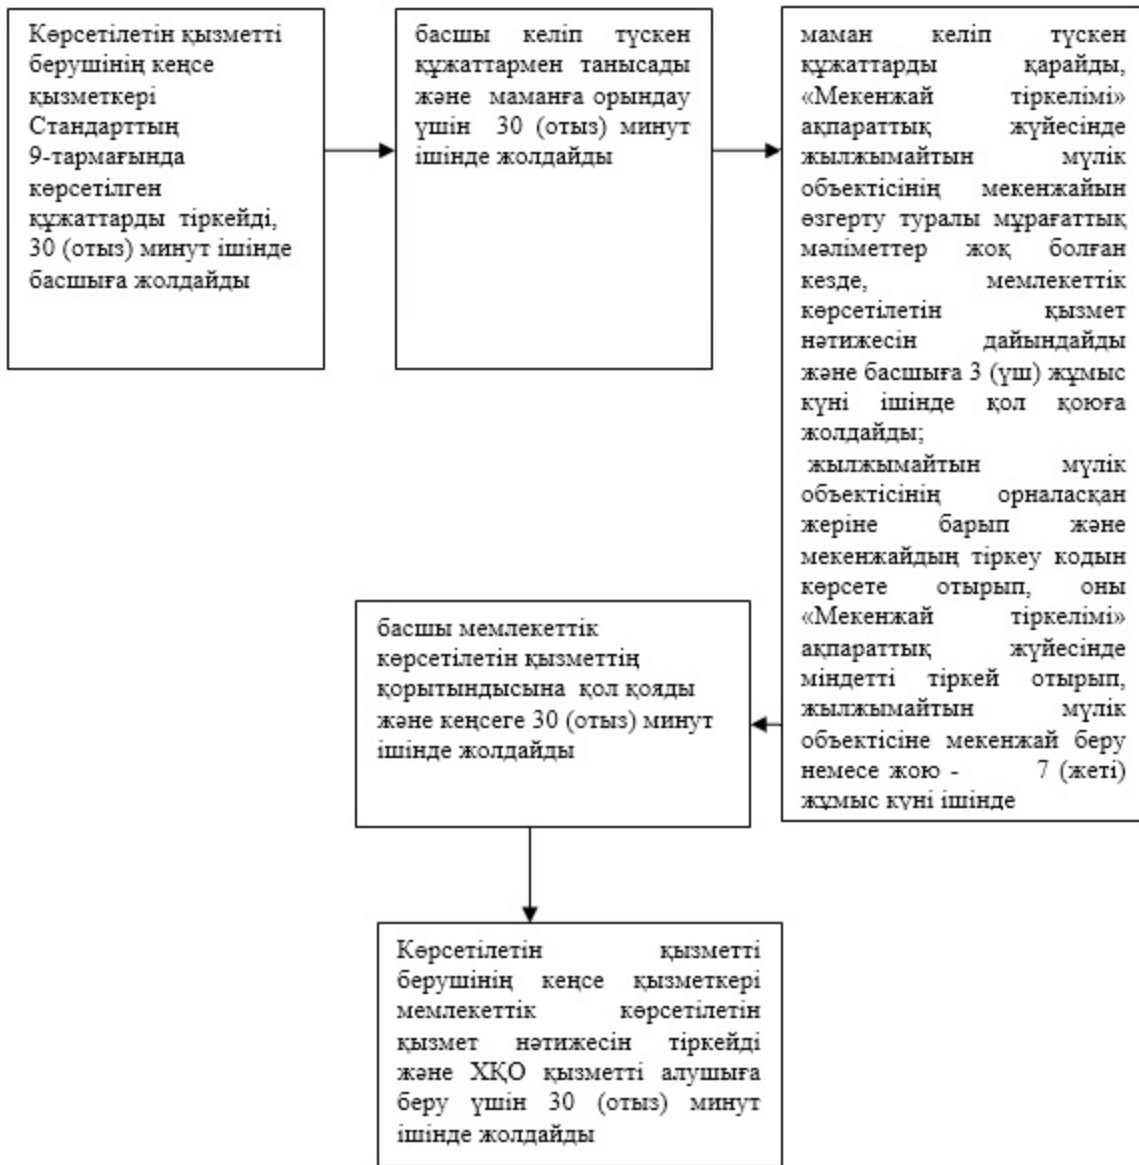 Көрсетілетін қызметті
берушінің кеңсе
қызметкері
Стандарттың
9-тармағында
көрсетілген
құжаттарды тіркейді,
30 (отыз) минут ішінде
басшыға жолдайды
басшы келіп түскен
құжаттармен танысады
және маманға орындау
үшін 30 (отыз) минут
ішінде жолдайды
маман келіп түскен
құжаттарды қарайды,
«Мекенжай тіркелімі»
ақпараттық жүйесінде
жылжымайтын мүлік
объектісінің мекенжайын
өзгерту туралы мұрағаттық
мәліметтер жоқ болған
кезде, мемлекеттік
көрсетілетін қызмет
нәтижесін дайындайды
және басшыға 3 (үш) жұмыс
күні ішінде қол қоюға
жолдайды;
жылжымайтын мүлік
объектісінің орналасқан
жеріне барып және
мекенжайдың тіркеу кодын
көрсете отырып, оны
«Мекенжай тіркелімі»
ақпараттық жүйесінде
міндетті тіркей отырып,
жылжымайтын мүлік
объектісіне мекенжай беру
немесе жою - 7 (жеті)
жұмыс күні ішінде
басшы мемлекеттік
көрсетілетін қызметтің
қорытындысына қол қояды
және кеңсеге 30 (отыз) минут
ішінде жолдайды
Көрсетілетін қызметті
берушінің кеңсе қызметкері
мемлекеттік көрсетілетін
қызмет нәтижесін тіркейді
және ХҚО қызметті алушыға
беру үшін 30 (отыз) минут
ішінде жолдайды